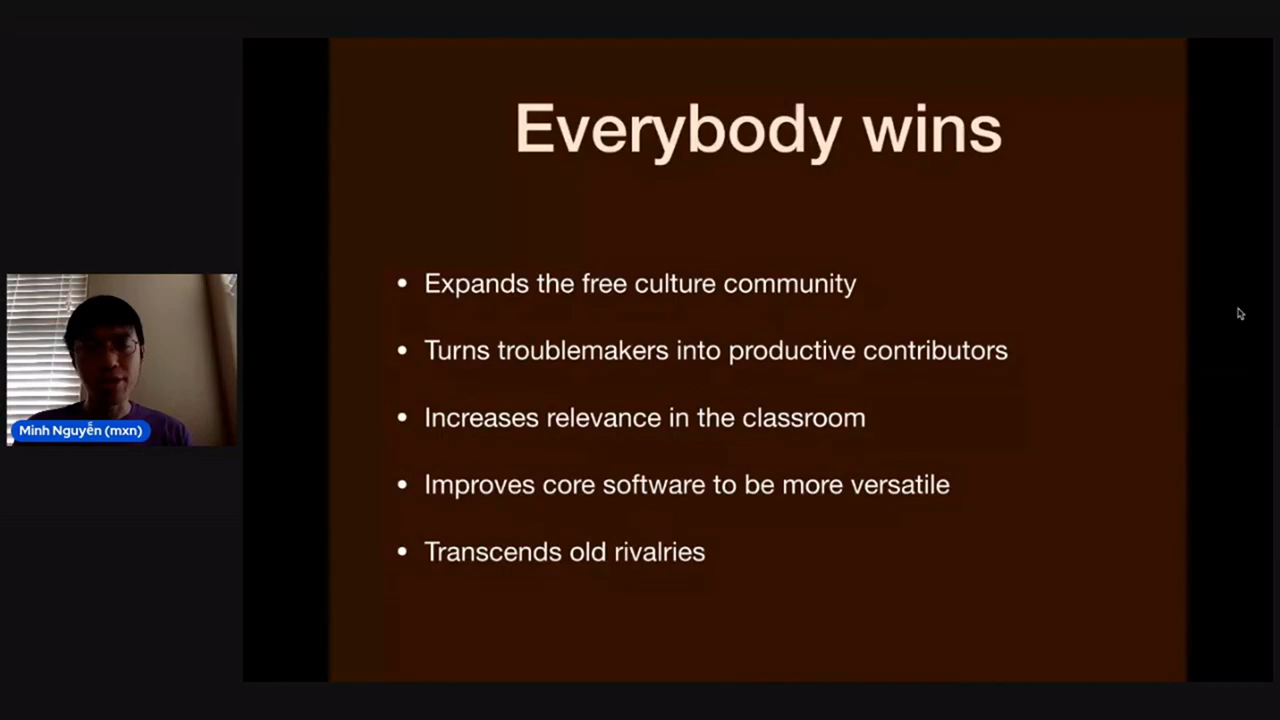 Everybody wins
• Expands the free culture community
• Turns troublemakers into productive contributors
• Increases relevance in the classroom
• Improves core software to be more versatile
• Transcends old rivalries
Minh Nguyễn (mxn)